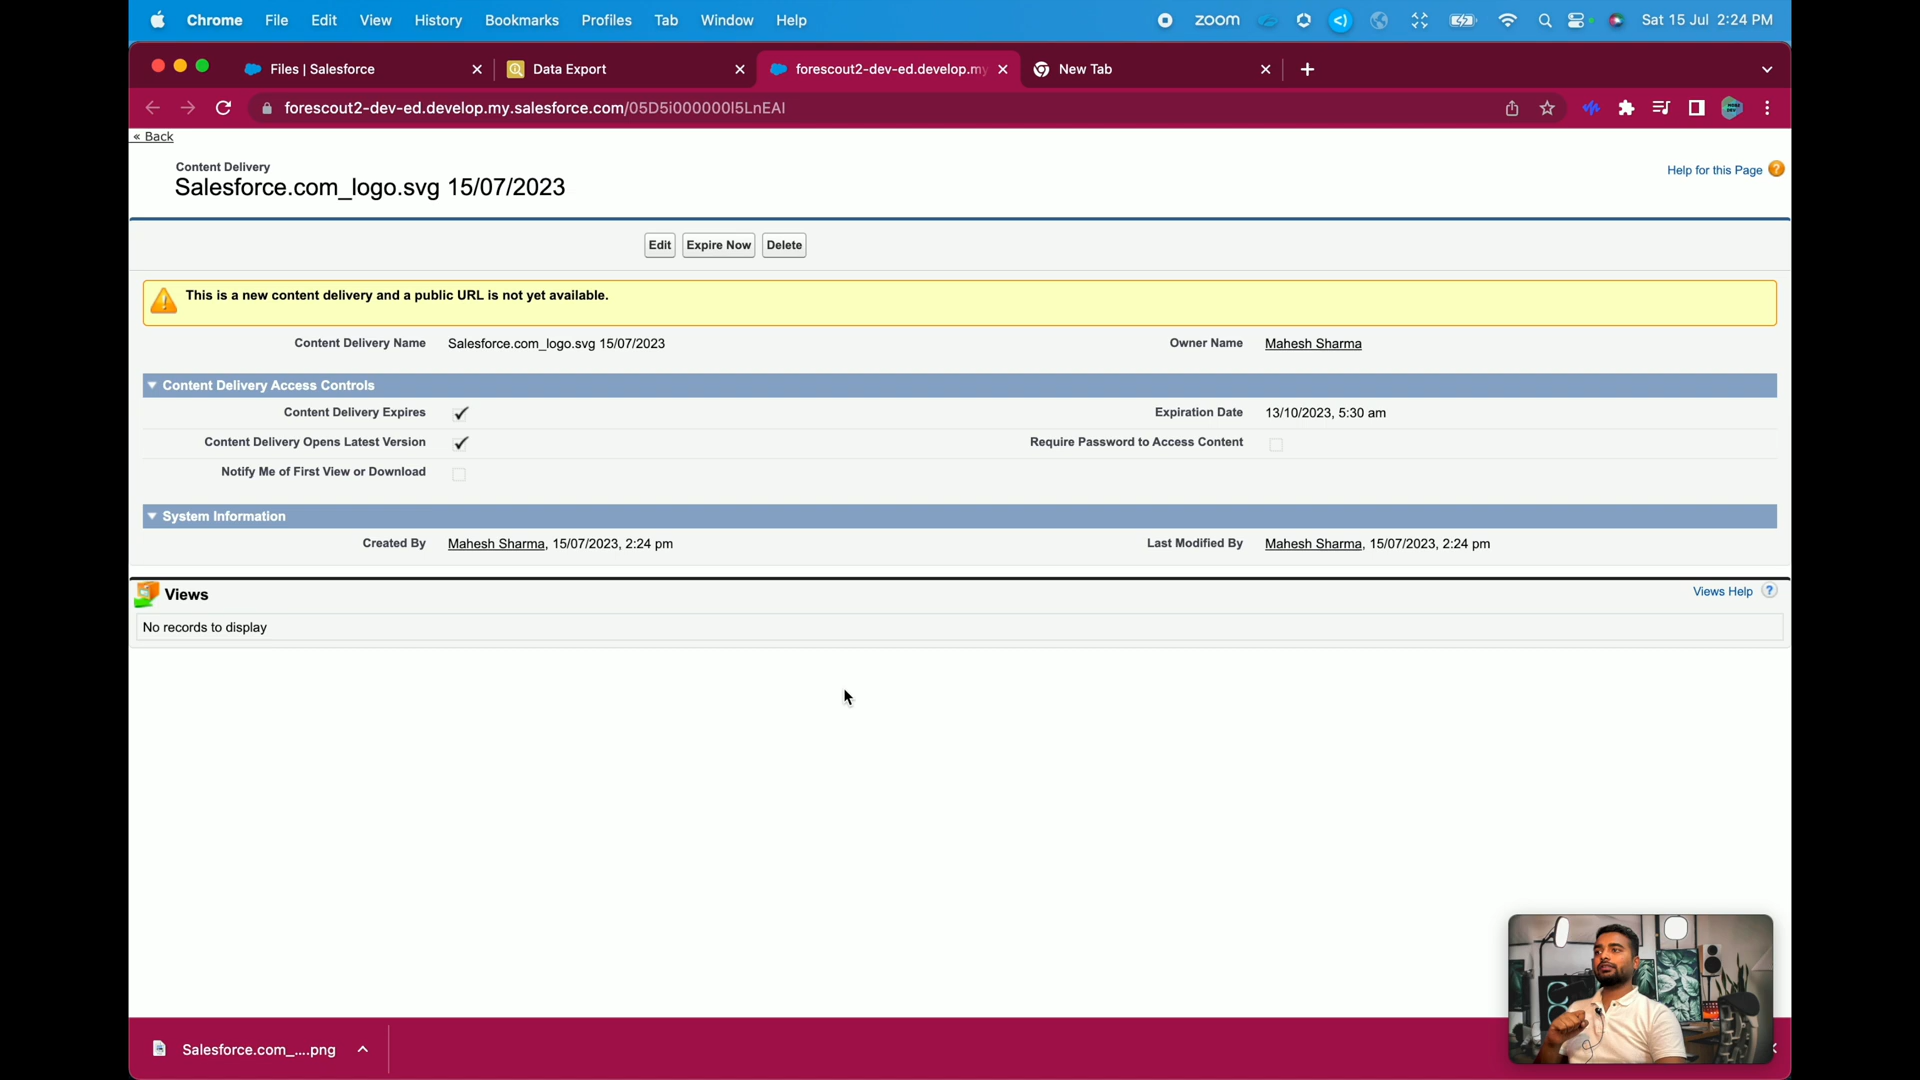 Chrome File Edit View History Bookmarks Profiles Tab Window Help zoom Sat 15 Jul 2:24 PM
Files | Salesforce Data Export forescout2-dev-ed.develop.my New Tab
forescout2-dev-ed.develop.my.salesforce.com/05D5i000000I5LnEAI
« Back
Content Delivery
Salesforce.com_logo.svg 15/07/2023
Help for this Page
Edit Expire Now Delete
This is a new content delivery and a public URL is not yet available.
Content Delivery Name Salesforce.com_logo.svg 15/07/2023 Owner Name Mahesh Sharma
Content Delivery Access Controls
Content Delivery Expires Expiration Date 13/10/2023, 5:30 am
Content Delivery Opens Latest Version Require Password to Access Content
Notify Me of First View or Download
System Information
Created By Mahesh Sharma, 15/07/2023, 2:24 pm Last Modified By Mahesh Sharma, 15/07/2023, 2:24 pm
Views Views Help ?
No records to display
Salesforce.com_....png